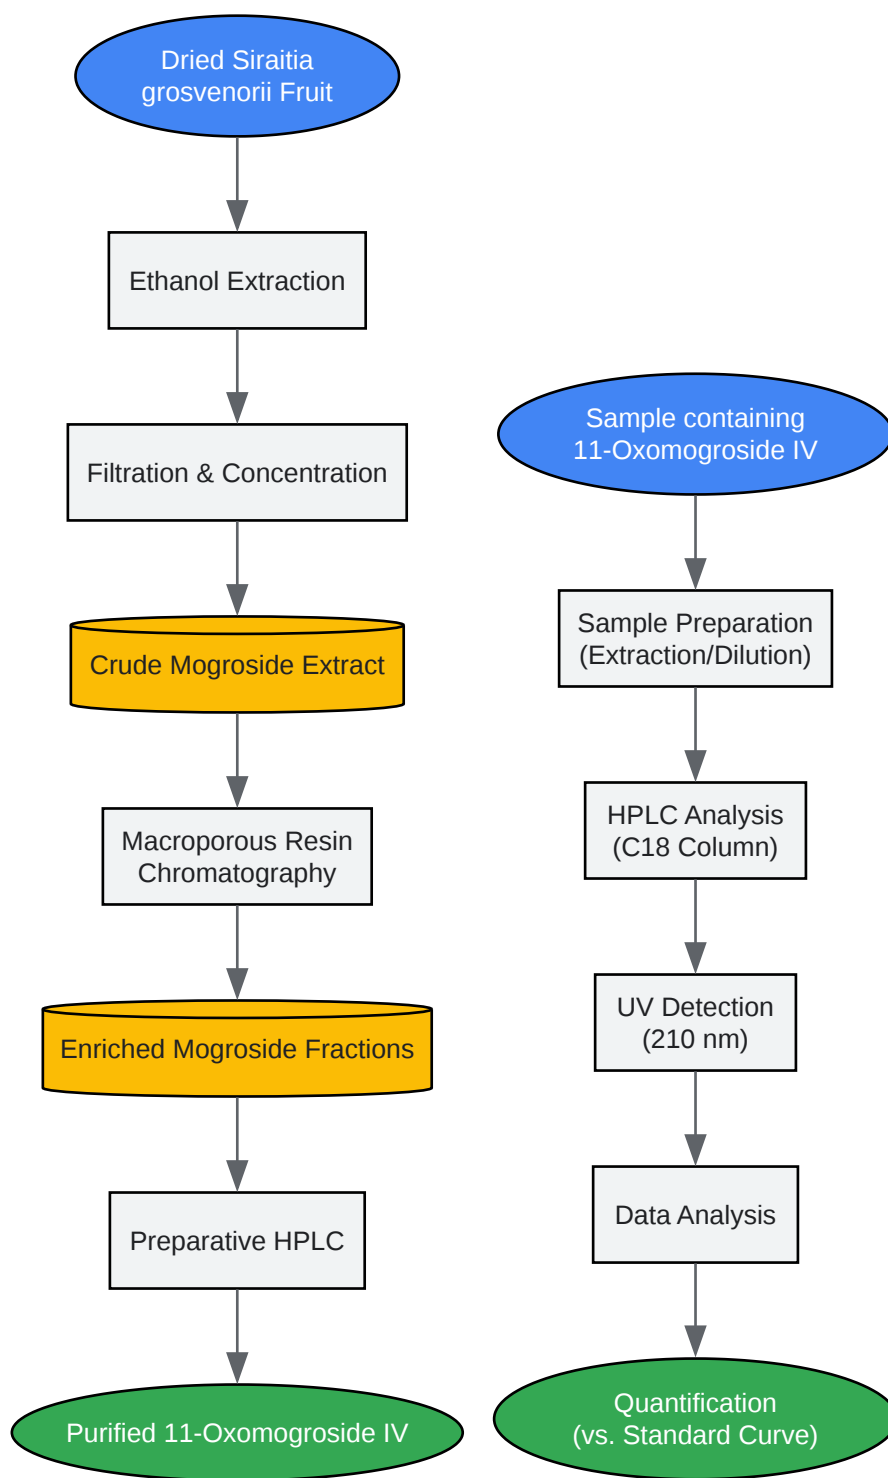 Dried Siraitia
grosvenorii Fruit
Ethanol Extraction
Filtration & Concentration
Crude Mogroside Extract
Macroporous Resin
Chromatography
Enriched Mogroside Fractions
Preparative HPLC
Purified 11-Oxomogroside IV
Sample containing
11-Oxomogroside IV
Sample Preparation
(Extraction/Dilution)
HPLC Analysis
(C18 Column)
UV Detection
(210 nm)
Data Analysis
Quantification
(vs. Standard Curve)